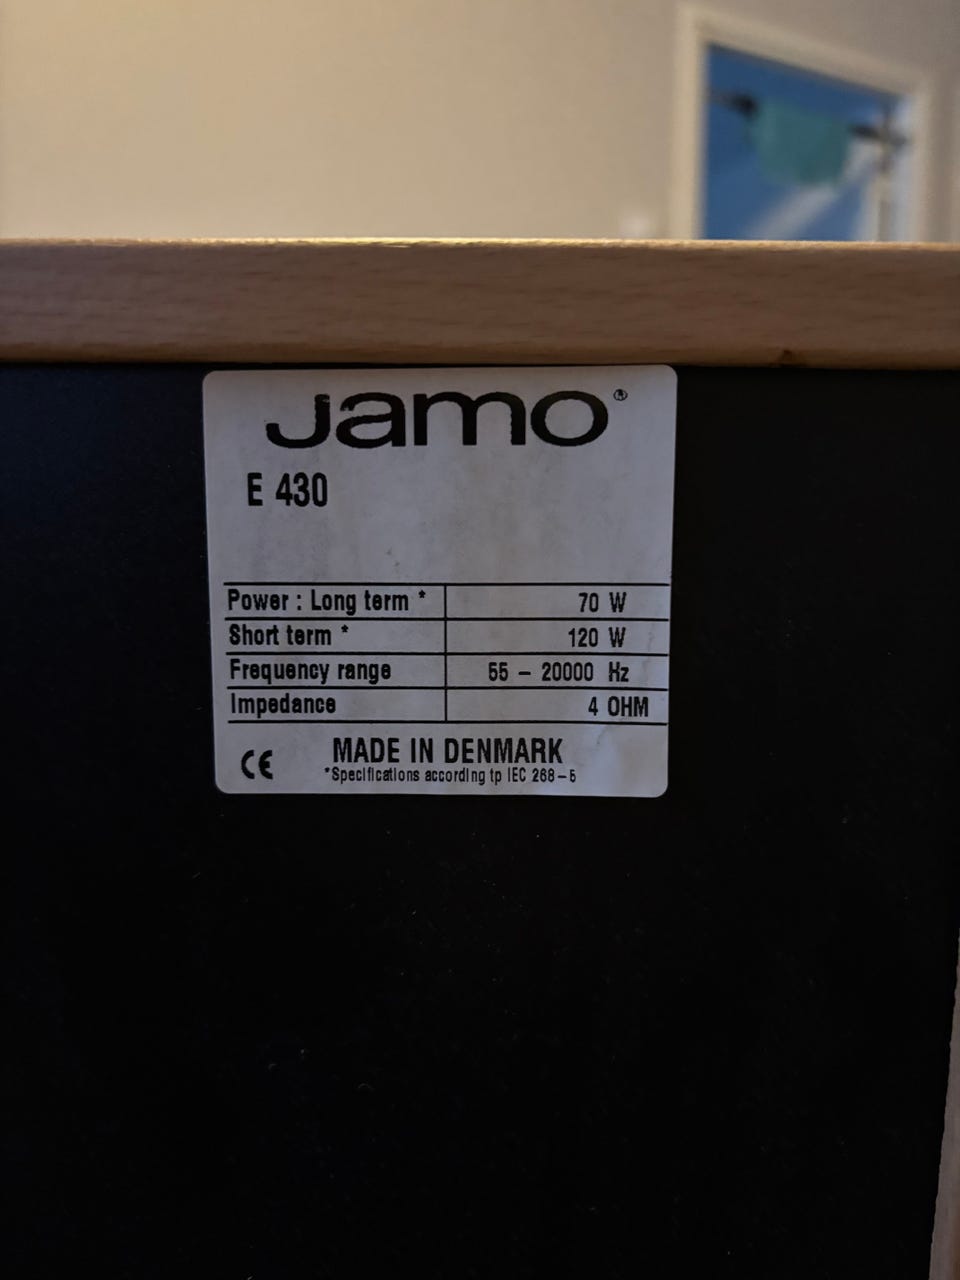 Jamo®
E 430
Power : Long term * 70 W
Short term * 120 W
Frequency range 55 – 20000 Hz
Impedance 4 OHM
CE MADE IN DENMARK
*Specifications according tp IEC 268–5